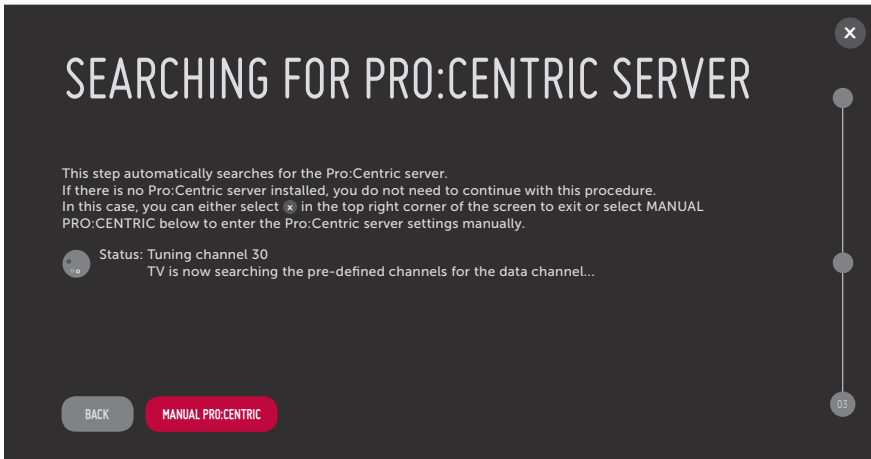 X
SEARCHING FOR PRO:CENTRIC SERVER
This step automatically searches for the Pro:Centric server.
If there is no Pro:Centric server installed, you do not need to continue with this procedure.
In this case, you can either select x in the top right corner of the screen to exit or select MANUAL
PRO:CENTRIC below to enter the Pro:Centric server settings manually.
Status: Tuning channel 30
TV is now searching the pre-defined channels for the data channel...
BACK
MANUAL PRO:CENTRIC
03